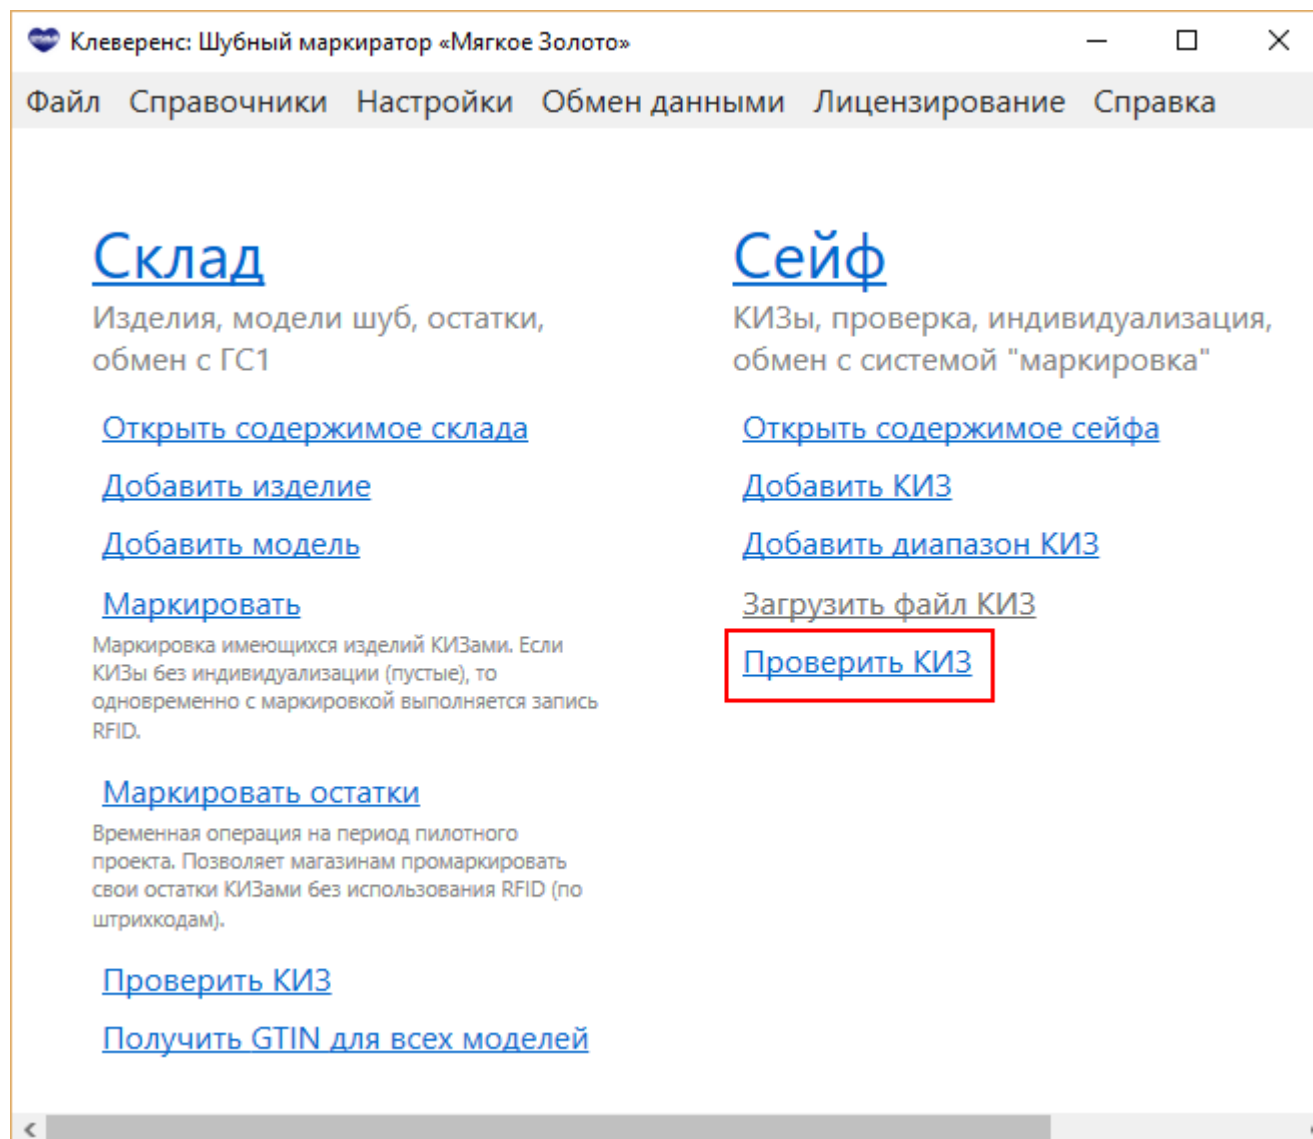 Клеверенс: Шубный маркиратор «Мягкое Золото»
Файл Справочники Настройки Обмен данными Лицензирование Справка
Склад
Изделия, модели шуб, остатки,
обмен с ГС1
Открыть содержимое склада
Добавить изделие
Добавить модель
Маркировать
Маркировка имеющихся изделий КИЗами. Если
КИЗы без индивидуализации (пустые), то
одновременно с маркировкой выполняется запись
RFID.
Маркировать остатки
Временная операция на период пилотного
проекта. Позволяет магазинам промаркировать
свои остатки КИЗами без использования RFID (по
штрихкодам).
Проверить КИЗ
Получить GTIN для всех моделей
Сейф
КИЗы, проверка, индивидуализация,
обмен с системой "маркировка"
Открыть содержимое сейфа
Добавить КИЗ
Добавить диапазон КИЗ
Загрузить файл КИЗ
Проверить КИЗ